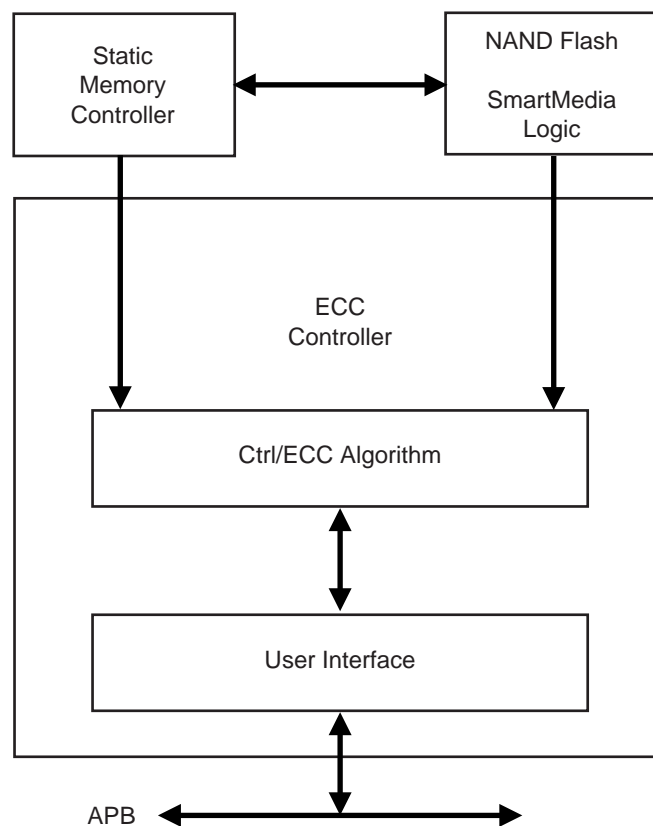 Static
Memory
Controller
NAND Flash
SmartMedia
Logic
ECC
Controller
Ctrl/ECC Algorithm
User Interface
APB